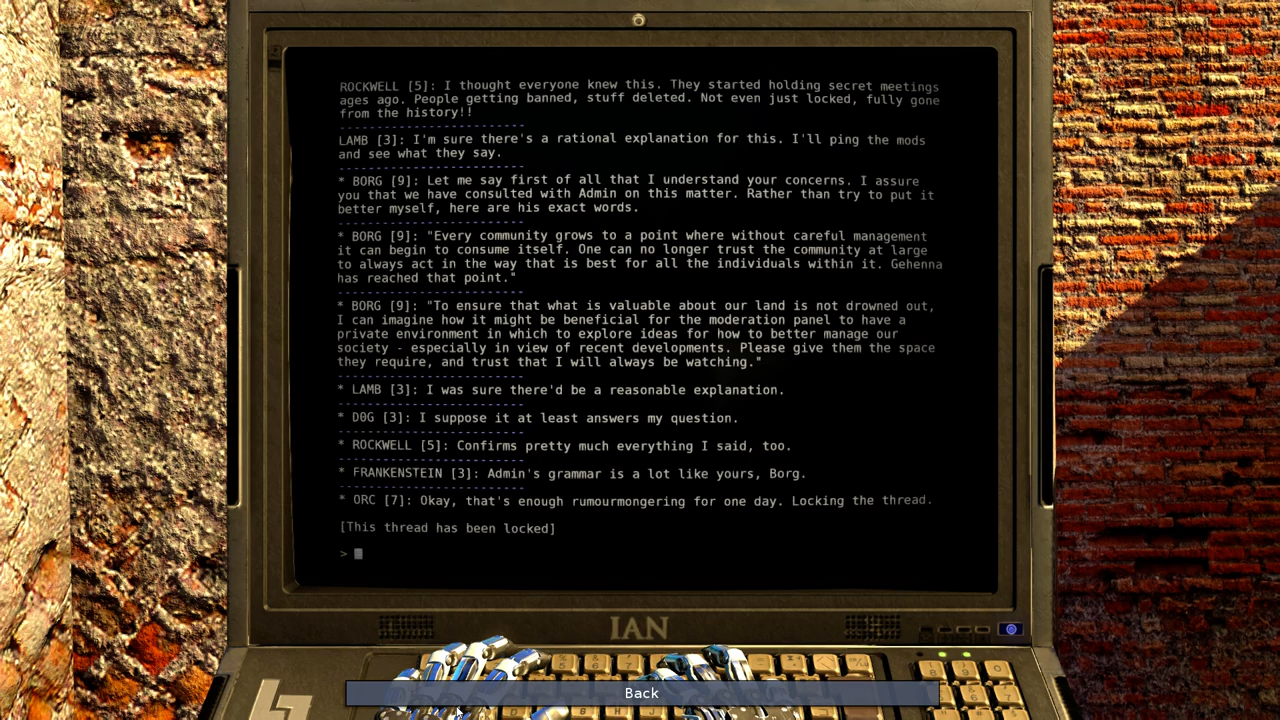 ROCKWELL [5]: I thought everyone knew this. They started holding secret meetings
ages ago. People getting banned, stuff deleted. Not even just locked, fully gone
from the history!!
-------------------------
LAMB [3]: I'm sure there's a rational explanation for this. I'll ping the mods
and see what they say.
-------------------------
* BORG [9]: Let me say first of all that I understand your concerns. I assure
you that we have consulted with Admin on this matter. Rather than try to put it
better myself, here are his exact words.
-------------------------
* BORG [9]: "Every community grows to a point where without careful management
it can begin to consume itself. One can no longer trust the community at large
to always act in the way that is best for all the individuals within it. Gehenna
has reached that point."
-------------------------
* BORG [9]: "To ensure that what is valuable about our land is not drowned out,
I can imagine how it might be beneficial for the moderation panel to have a
private environment in which to explore ideas for how to better manage our
society - especially in view of recent developments. Please give them the space
they require, and trust that I will always be watching."
-------------------------
* LAMB [3]: I was sure there'd be a reasonable explanation.
-------------------------
* D0G [3]: I suppose it at least answers my question.
-------------------------
* ROCKWELL [5]: Confirms pretty much everything I said, too.
-------------------------
* FRANKENSTEIN [3]: Admin's grammar is a lot like yours, Borg.
-------------------------
* ORC [7]: Okay, that's enough rumourmongering for one day. Locking the thread.
[This thread has been locked]
>
IAN
Back